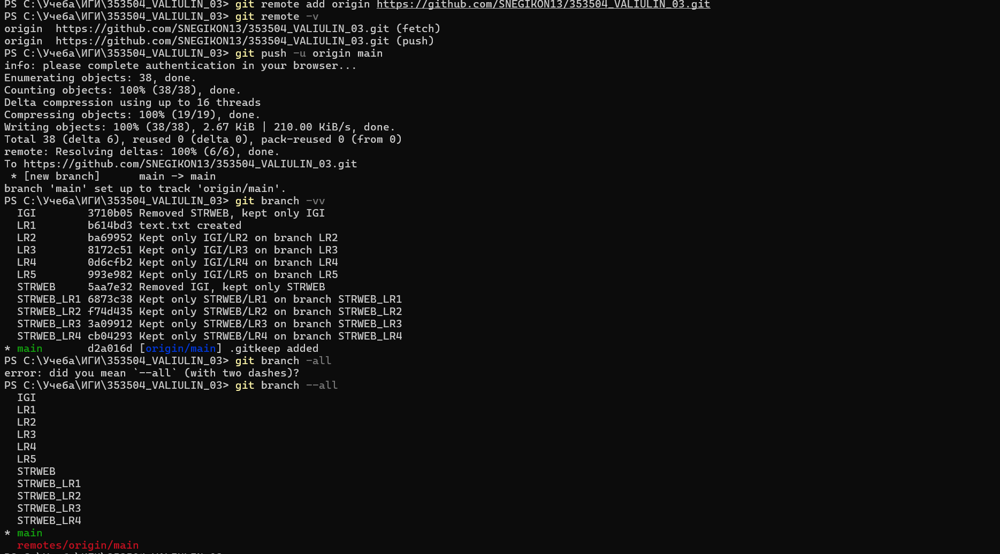 PS C:\Учеба\ИГИ\353504_VALIULIN_03> git remote add origin https://github.com/SNEGIKON13/353504_VALIULIN_03.git
PS C:\Учеба\ИГИ\353504_VALIULIN_03> git remote -v
origin  https://github.com/SNEGIKON13/353504_VALIULIN_03.git (fetch)
origin  https://github.com/SNEGIKON13/353504_VALIULIN_03.git (push)
PS C:\Учеба\ИГИ\353504_VALIULIN_03> git push -u origin main
info: please complete authentication in your browser...
Enumerating objects: 38, done.
Counting objects: 100% (38/38), done.
Delta compression using up to 16 threads
Compressing objects: 100% (19/19), done.
Writing objects: 100% (38/38), 2.67 KiB | 210.00 KiB/s, done.
Total 38 (delta 6), reused 0 (delta 0), pack-reused 0 (from 0)
remote: Resolving deltas: 100% (6/6), done.
To https://github.com/SNEGIKON13/353504_VALIULIN_03.git
 * [new branch]      main -> main
branch 'main' set up to track 'origin/main'.
PS C:\Учеба\ИГИ\353504_VALIULIN_03> git branch -vv
  IGI        3710b05 Removed STRWEB, kept only IGI
  LR1        b614bd3 text.txt created
  LR2        ba69952 Kept only IGI/LR2 on branch LR2
  LR3        8172c51 Kept only IGI/LR3 on branch LR3
  LR4        0d6cfb2 Kept only IGI/LR4 on branch LR4
  LR5        993e982 Kept only IGI/LR5 on branch LR5
  STRWEB     5aa7e32 Removed IGI, kept only STRWEB
  STRWEB_LR1 6873c38 Kept only STRWEB/LR1 on branch STRWEB_LR1
  STRWEB_LR2 f74d435 Kept only STRWEB/LR2 on branch STRWEB_LR2
  STRWEB_LR3 3a09912 Kept only STRWEB/LR3 on branch STRWEB_LR3
  STRWEB_LR4 cb04293 Kept only STRWEB/LR4 on branch STRWEB_LR4
* main       d2a016d [origin/main] .gitkeep added
PS C:\Учеба\ИГИ\353504_VALIULIN_03> git branch -all
error: did you mean `--all` (with two dashes)?
PS C:\Учеба\ИГИ\353504_VALIULIN_03> git branch --all
  IGI
  LR1
  LR2
  LR3
  LR4
  LR5
  STRWEB
  STRWEB_LR1
  STRWEB_LR2
  STRWEB_LR3
  STRWEB_LR4
* main
  remotes/origin/main